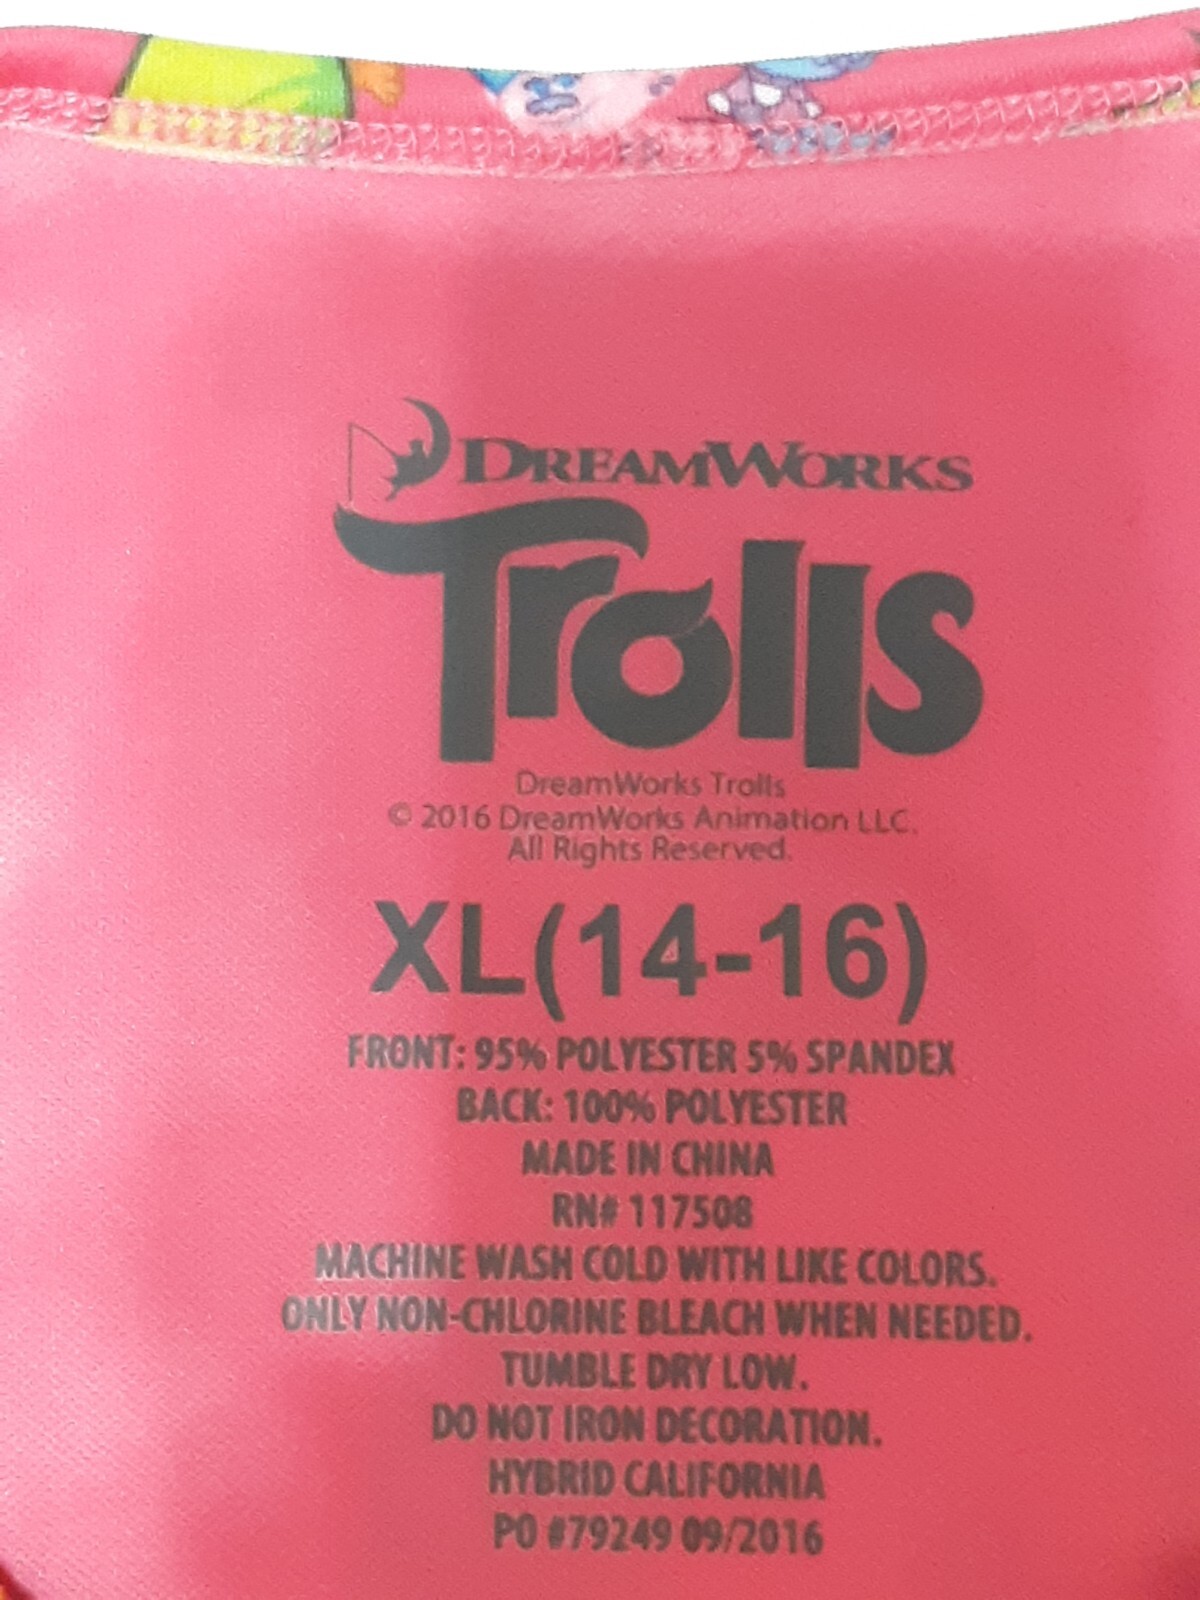 DREAMWORKS
Trolls
DreamWorks Trolls
© 2016 DreamWorks Animation LLC.
All Rights Reserved.
XL(14-16)
FRONT: 95% POLYESTER 5% SPANDEX
BACK: 100% POLYESTER
MADE IN CHINA
RN# 117508
MACHINE WASH COLD WITH LIKE COLORS.
ONLY NON-CHLORINE BLEACH WHEN NEEDED.
TUMBLE DRY LOW.
DO NOT IRON DECORATION.
HYBRID CALIFORNIA
PO #79249 09/2016